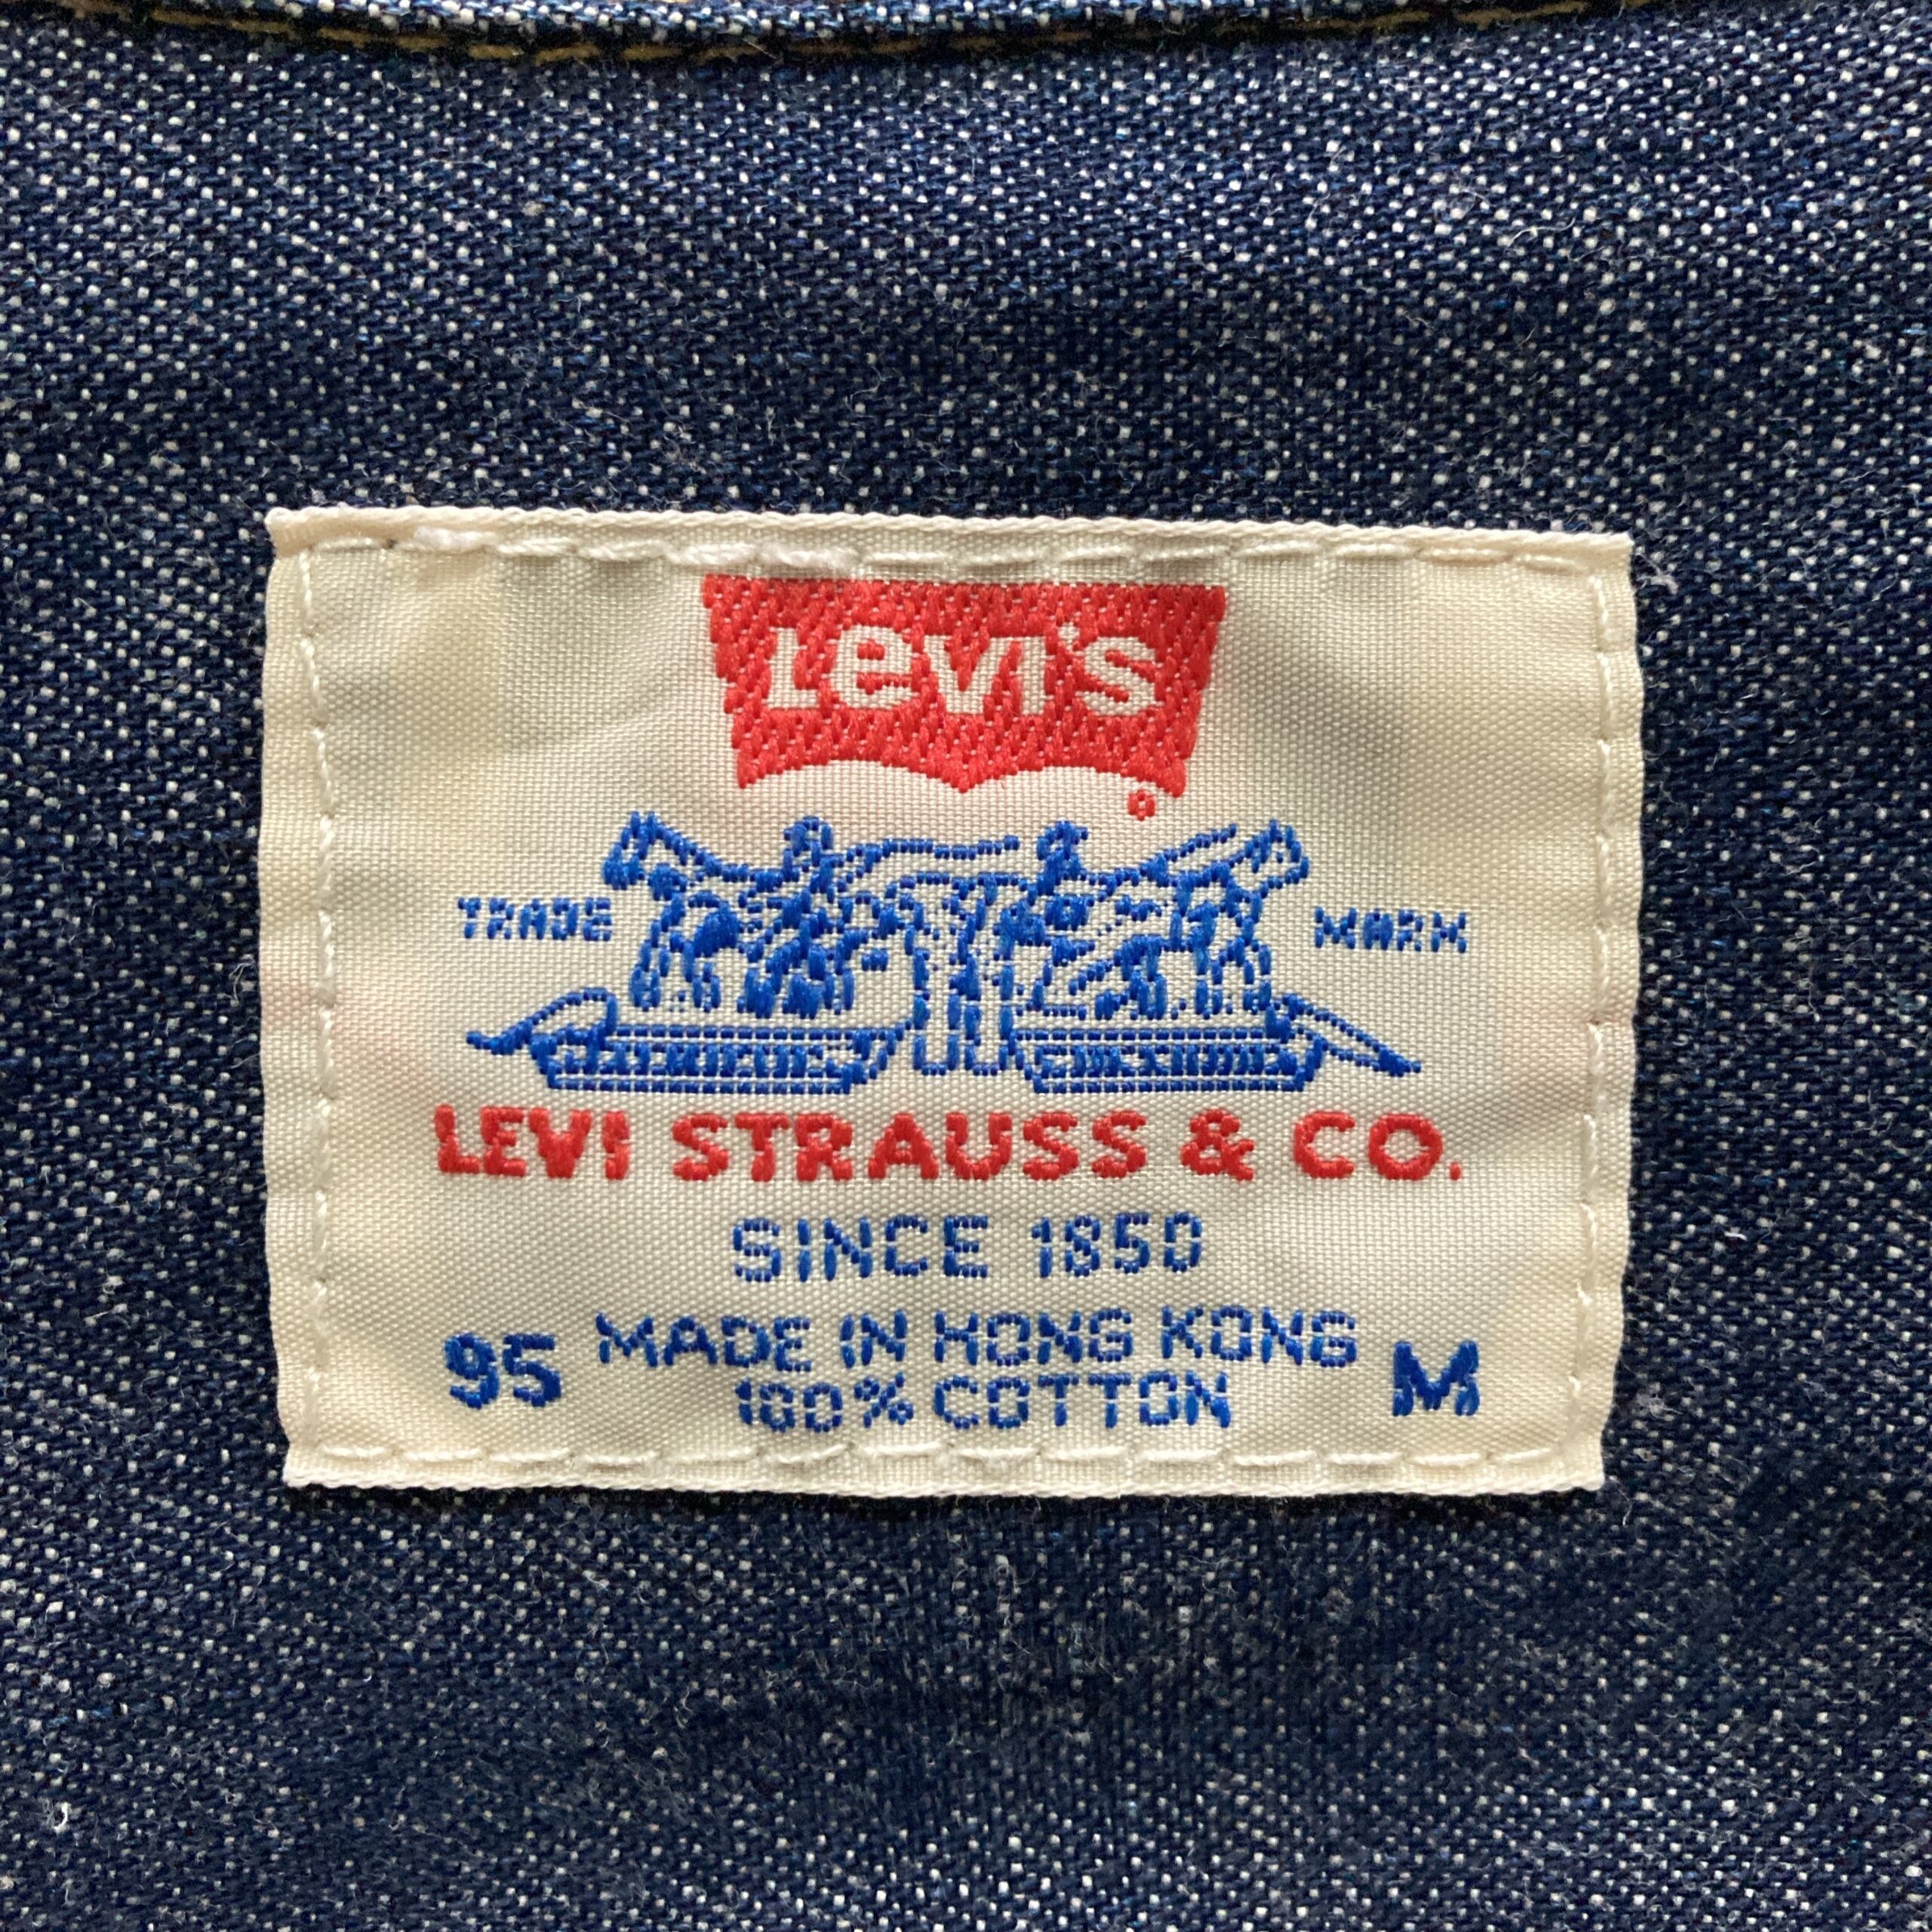 Levi's
®
TRADE MARK
LEVI STRAUSS & CO.
SINCE 1850
95 MADE IN HONG KONG M
100% COTTON